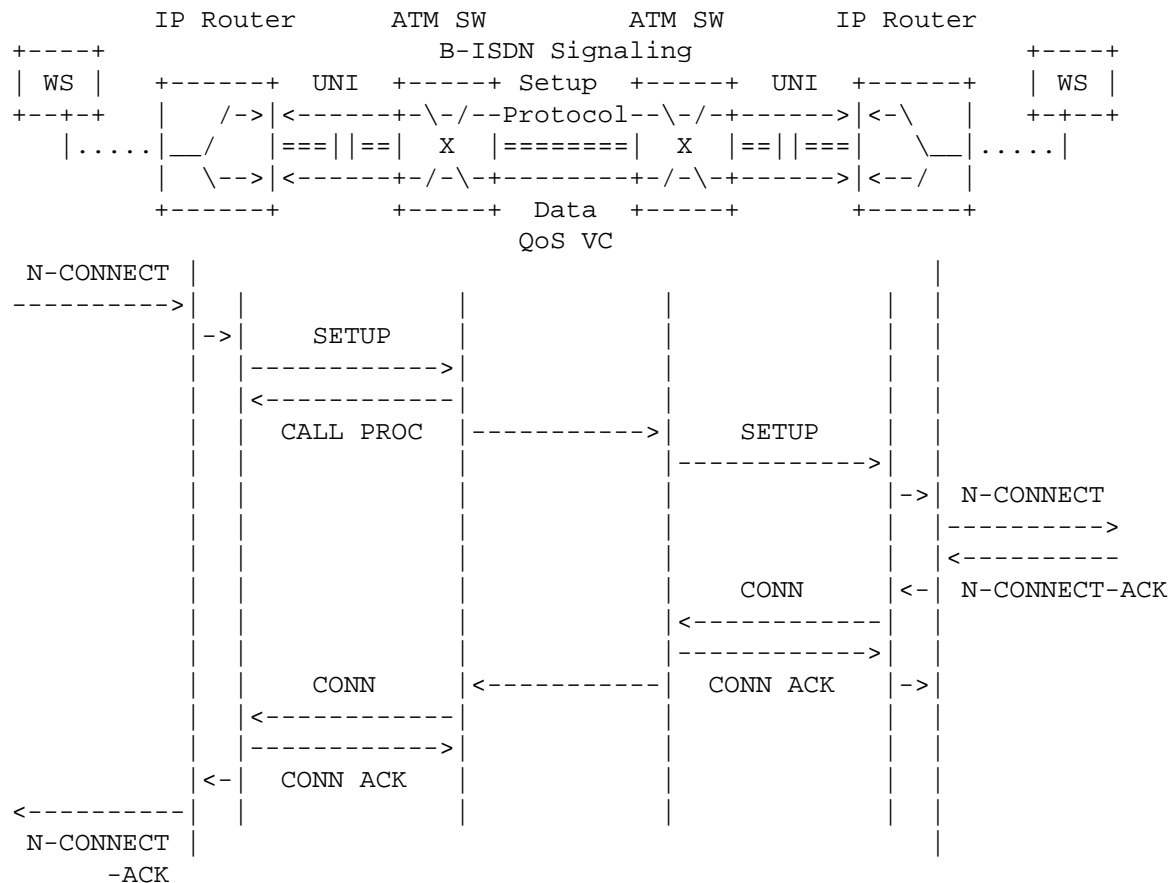 IP Router ATM SW ATM SW IP Router
B-ISDN Signaling
WS UNI Setup UNI WS
Protocol
X X
Data
QoS VC
N-CONNECT
SETUP
CALL PROC SETUP
N-CONNECT
CONN N-CONNECT-ACK
CONN CONN ACK
CONN ACK
N-CONNECT
-ACK